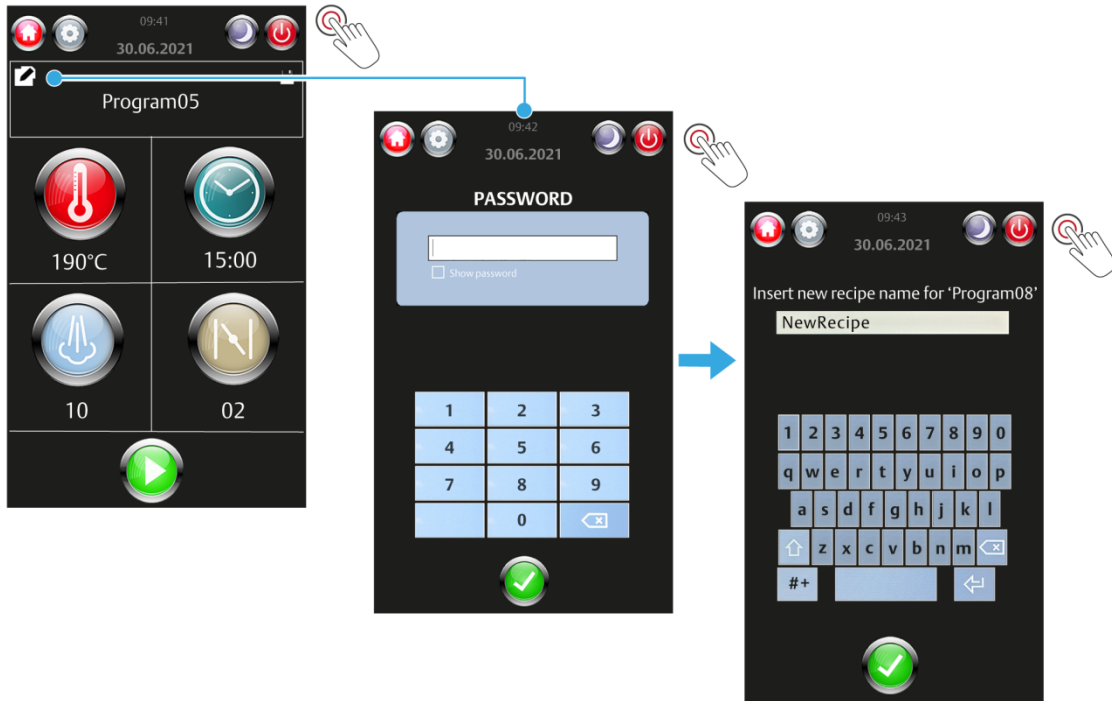 09:41
30.06.2021
Program05
190°C
15:00
10
02
09:42
30.06.2021
PASSWORD
Show password
1 2 3
4 5 6
7 8 9
0
09:43
30.06.2021
Insert new recipe name for ‘Program08’
NewRecipe
1 2 3 4 5 6 7 8 9 0
q w e r t y u i o p
a s d f g h j k l
z x c v b n m
#+